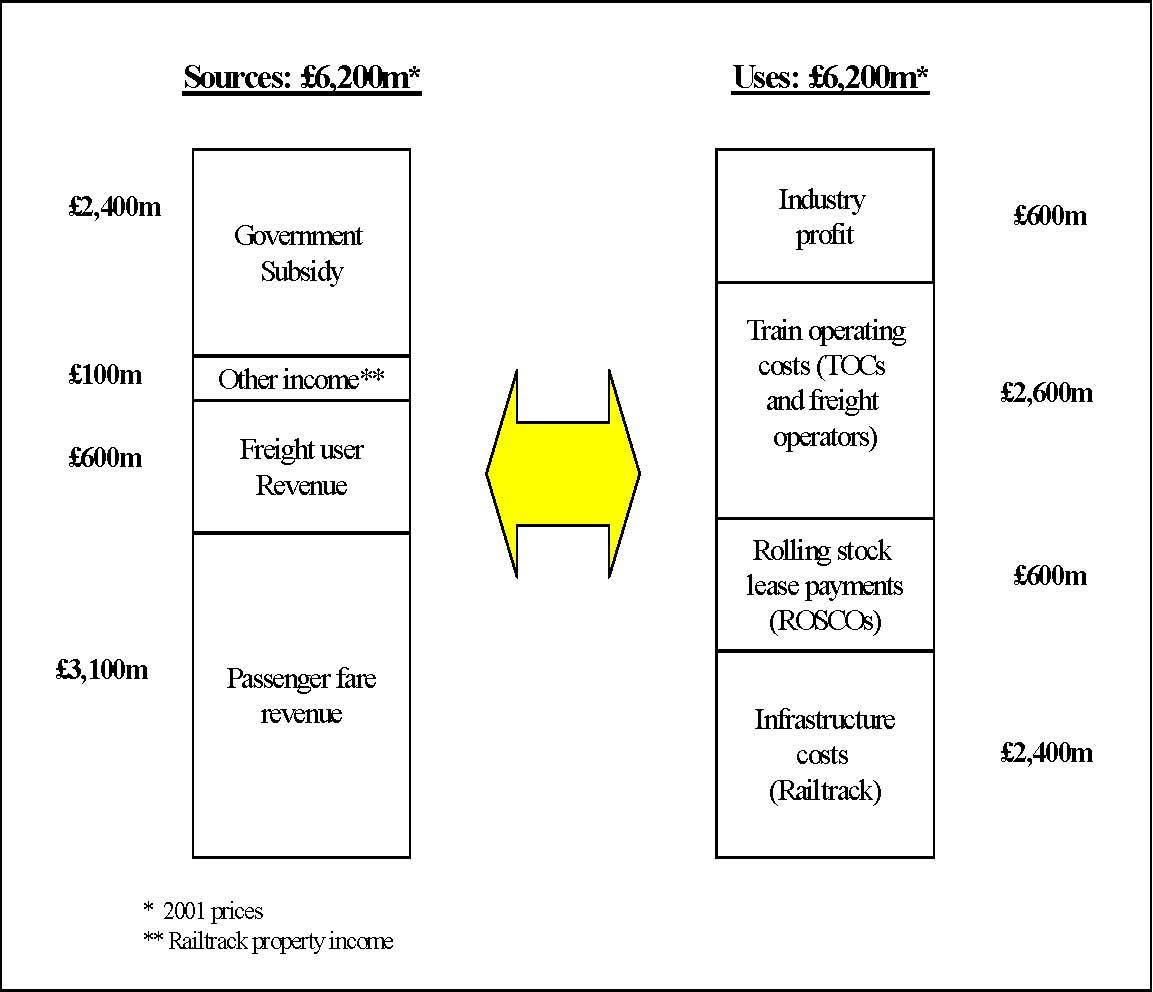 Sources: £6,200m*
£2,400m
Government
Subsidy
£100m
Other income**
£600m
Freight user
Revenue
£3,100m
Passenger fare
revenue
Uses: £6,200m*
Industry
profit
£600m
Train operating
costs (TOCs
and freight
operators)
£2,600m
Rolling stock
lease payments
(ROSCOs)
£600m
Infrastructure
costs
(Railtrack)
£2,400m
* 2001 prices
** Railtrack property income